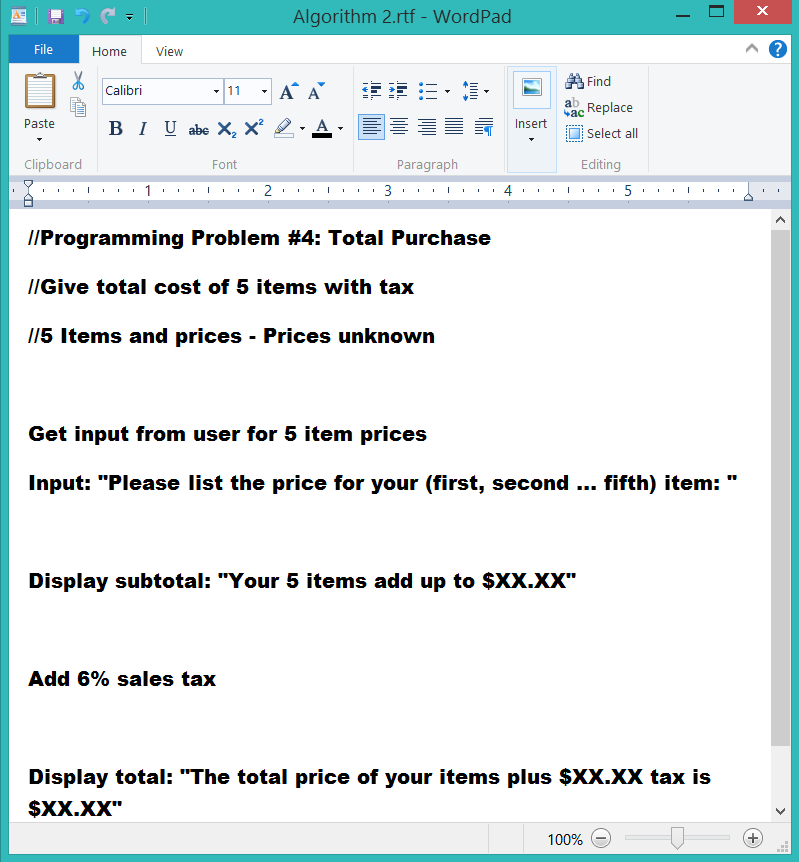 Algorithm 2.rtf - WordPad
File Home View
Calibri 11 A A
Find
Paste
Replace
Insert
Select all
B I U abc X₂ X² A
Clipboard Font Paragraph Editing
1 2 3 4 5
//Programming Problem #4: Total Purchase
//Give total cost of 5 items with tax
//5 Items and prices - Prices unknown
Get input from user for 5 item prices
Input: "Please list the price for your (first, second ... fifth) item: "
Display subtotal: "Your 5 items add up to $XX.XX"
Add 6% sales tax
Display total: "The total price of your items plus $XX.XX tax is
$XX.XX"
100%